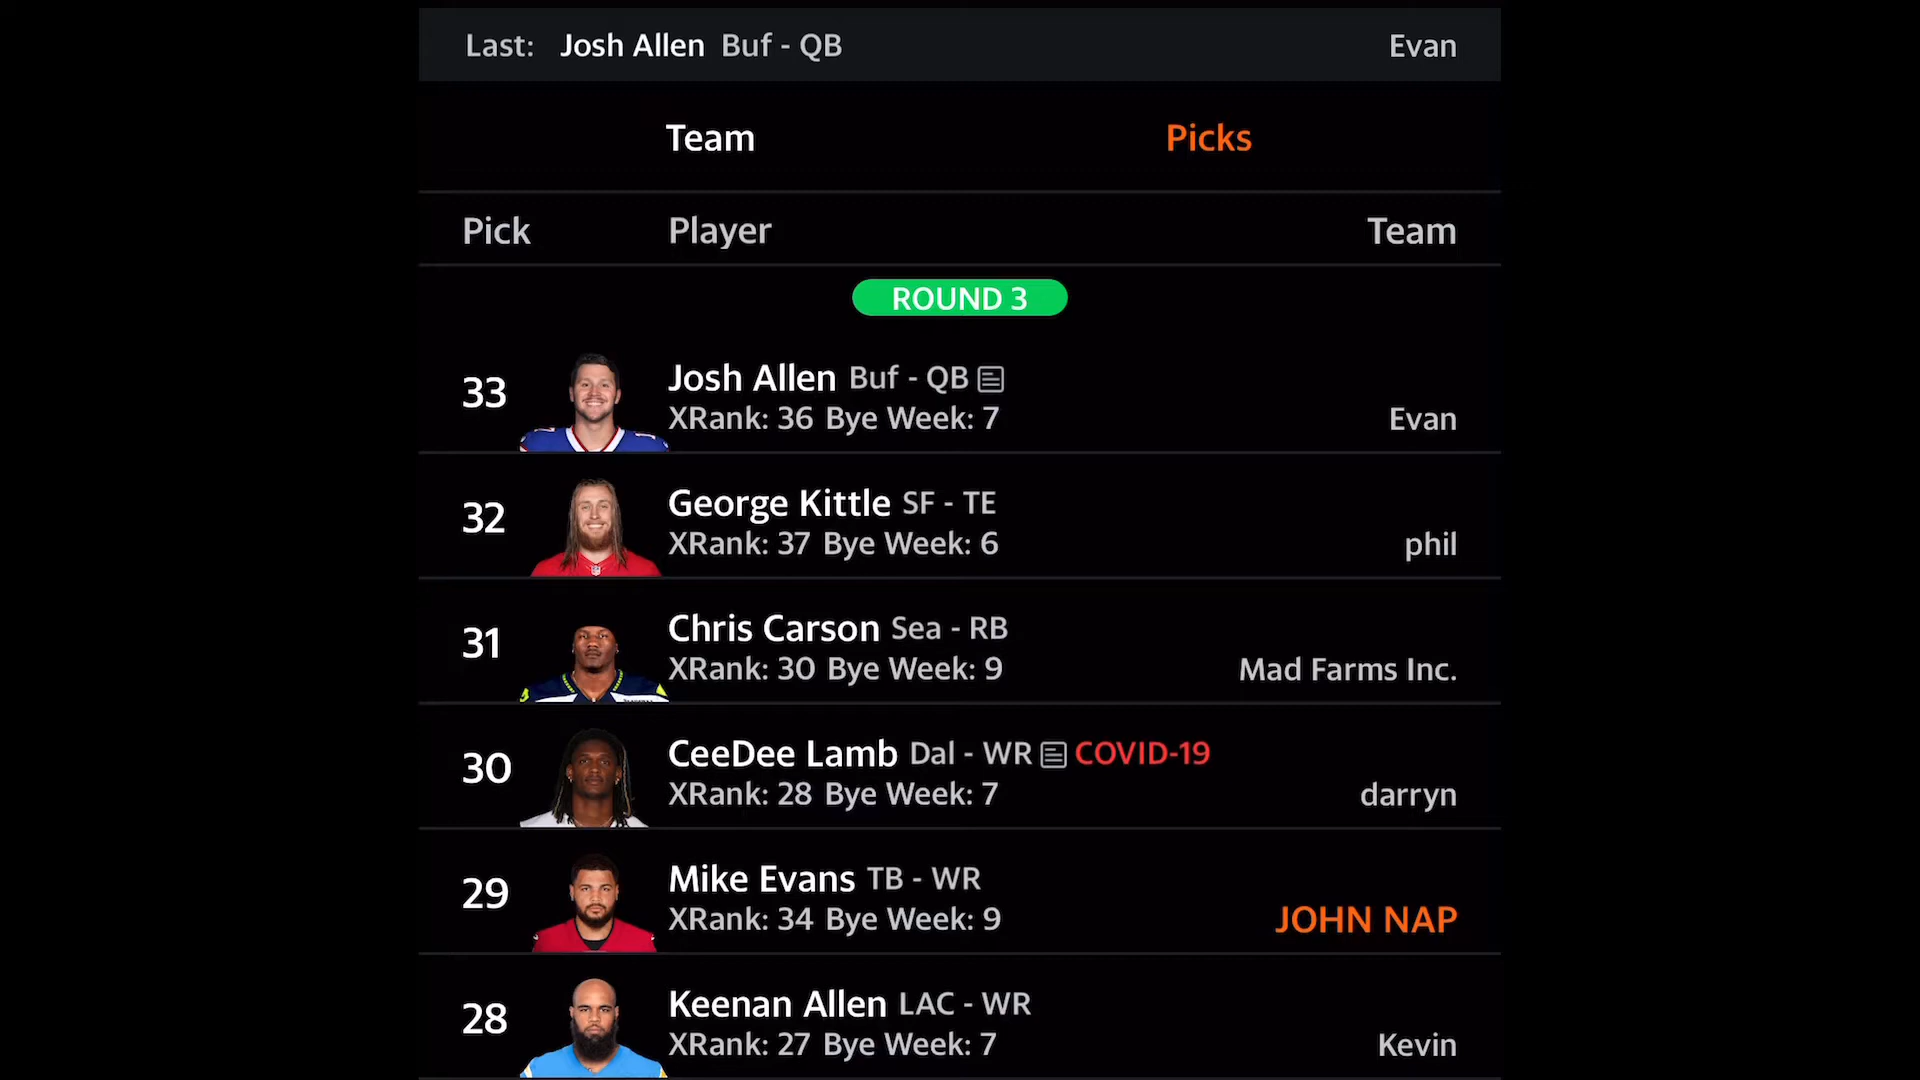 Last: Josh Allen Buf - QB Evan
Team Picks
Pick Player Team
ROUND 3
33 Josh Allen Buf - QB
XRank: 36 Bye Week: 7 Evan
32 George Kittle SF - TE
XRank: 37 Bye Week: 6 phil
31 Chris Carson Sea - RB
XRank: 30 Bye Week: 9 Mad Farms Inc.
30 CeeDee Lamb Dal - WR COVID-19
XRank: 28 Bye Week: 7 darryn
29 Mike Evans TB - WR
XRank: 34 Bye Week: 9 JOHN NAP
28 Keenan Allen LAC - WR
XRank: 27 Bye Week: 7 Kevin